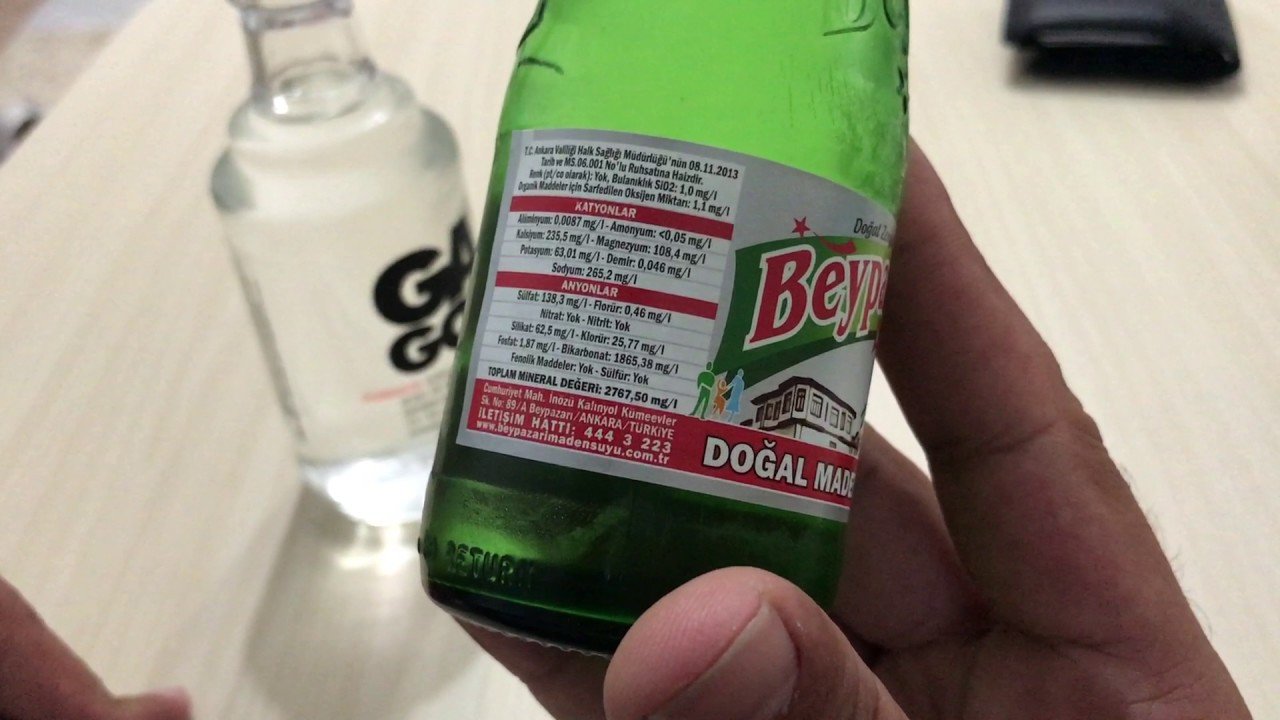 T.C. Ankara Valiliği Halk Sağlığı Müdürlüğü'nün 08.11.2013
Tarih ve MS.06.001 No'lu Ruhsatına Haizdir.
Renk (pt/co olarak): Yok, Bulanıklık SiO2: 1,0 mg/l
Organik Maddeler için Sarfedilen Oksijen Miktarı: 1,1 mg/l
KATYONLAR
Alüminyum: 0,0087 mg/l - Amonyum: <0,05 mg/l
Kalsiyum: 235,5 mg/l - Magnezyum: 108,4 mg/l
Potasyum: 63,01 mg/l - Demir: 0,046 mg/l
Sodyum: 265,2 mg/l
ANYONLAR
Sülfat: 138,3 mg/l - Florür: 0,46 mg/l
Nitrat: Yok - Nitrit: Yok
Silikat: 62,5 mg/l - Klorür: 25,77 mg/l
Fosfat: 1,87 mg/l - Bikarbonat: 1865,38 mg/l
Fenolik Maddeler: Yok - Sülfür: Yok
TOPLAM MİNERAL DEĞERİ: 2767,50 mg/l
Cumhuriyet Mah. İnözü Kalınyol Kümeevler
Sk. No: 89/A Beypazarı/ANKARA/TÜRKİYE
İLETİŞİM HATTI: 444 3 223
www.beypazarimadensuyu.com.tr
Doğal
Beypa
DOĞAL MADE
RETURN
GA
GO